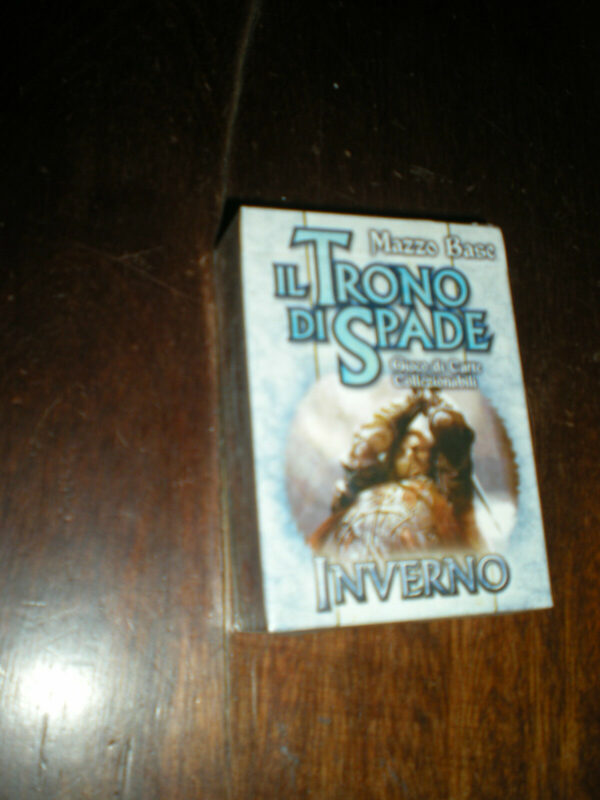 Mazzo Base
IL TRONO
DI SPADE
Gioco di Carte
Collezionabili
INVERNO